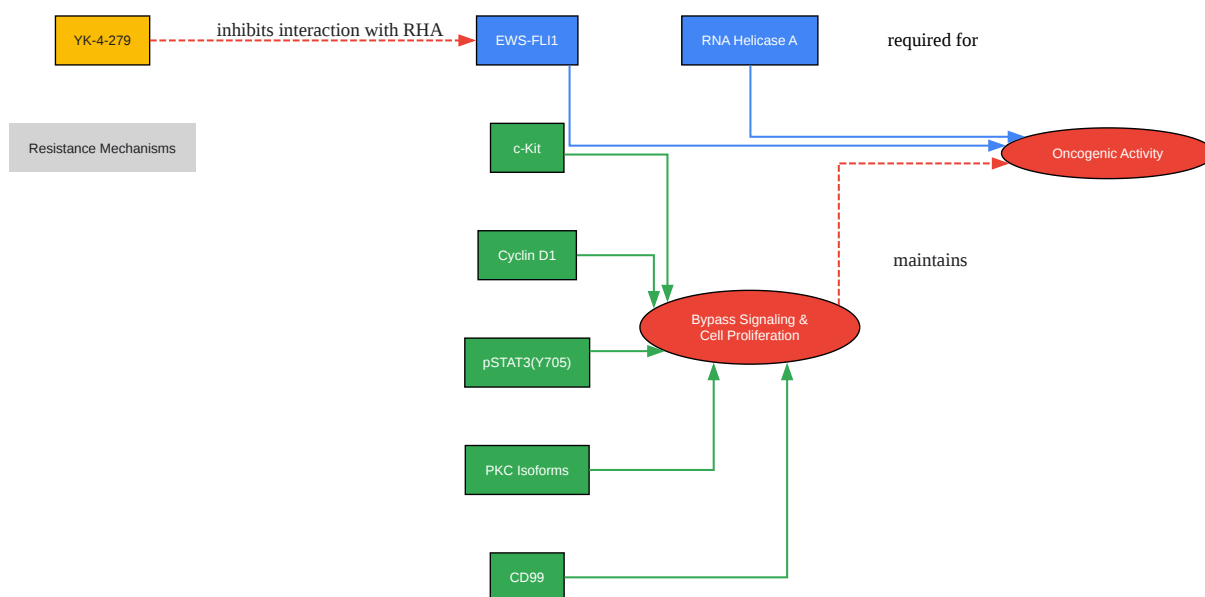 YK-4-279
inhibits interaction with RHA
EWS-FLI1
RNA Helicase A
required for
Resistance Mechanisms
c-Kit
Oncogenic Activity
Cyclin D1
maintains
Bypass Signaling &
Cell Proliferation
pSTAT3(Y705)
PKC Isoforms
CD99